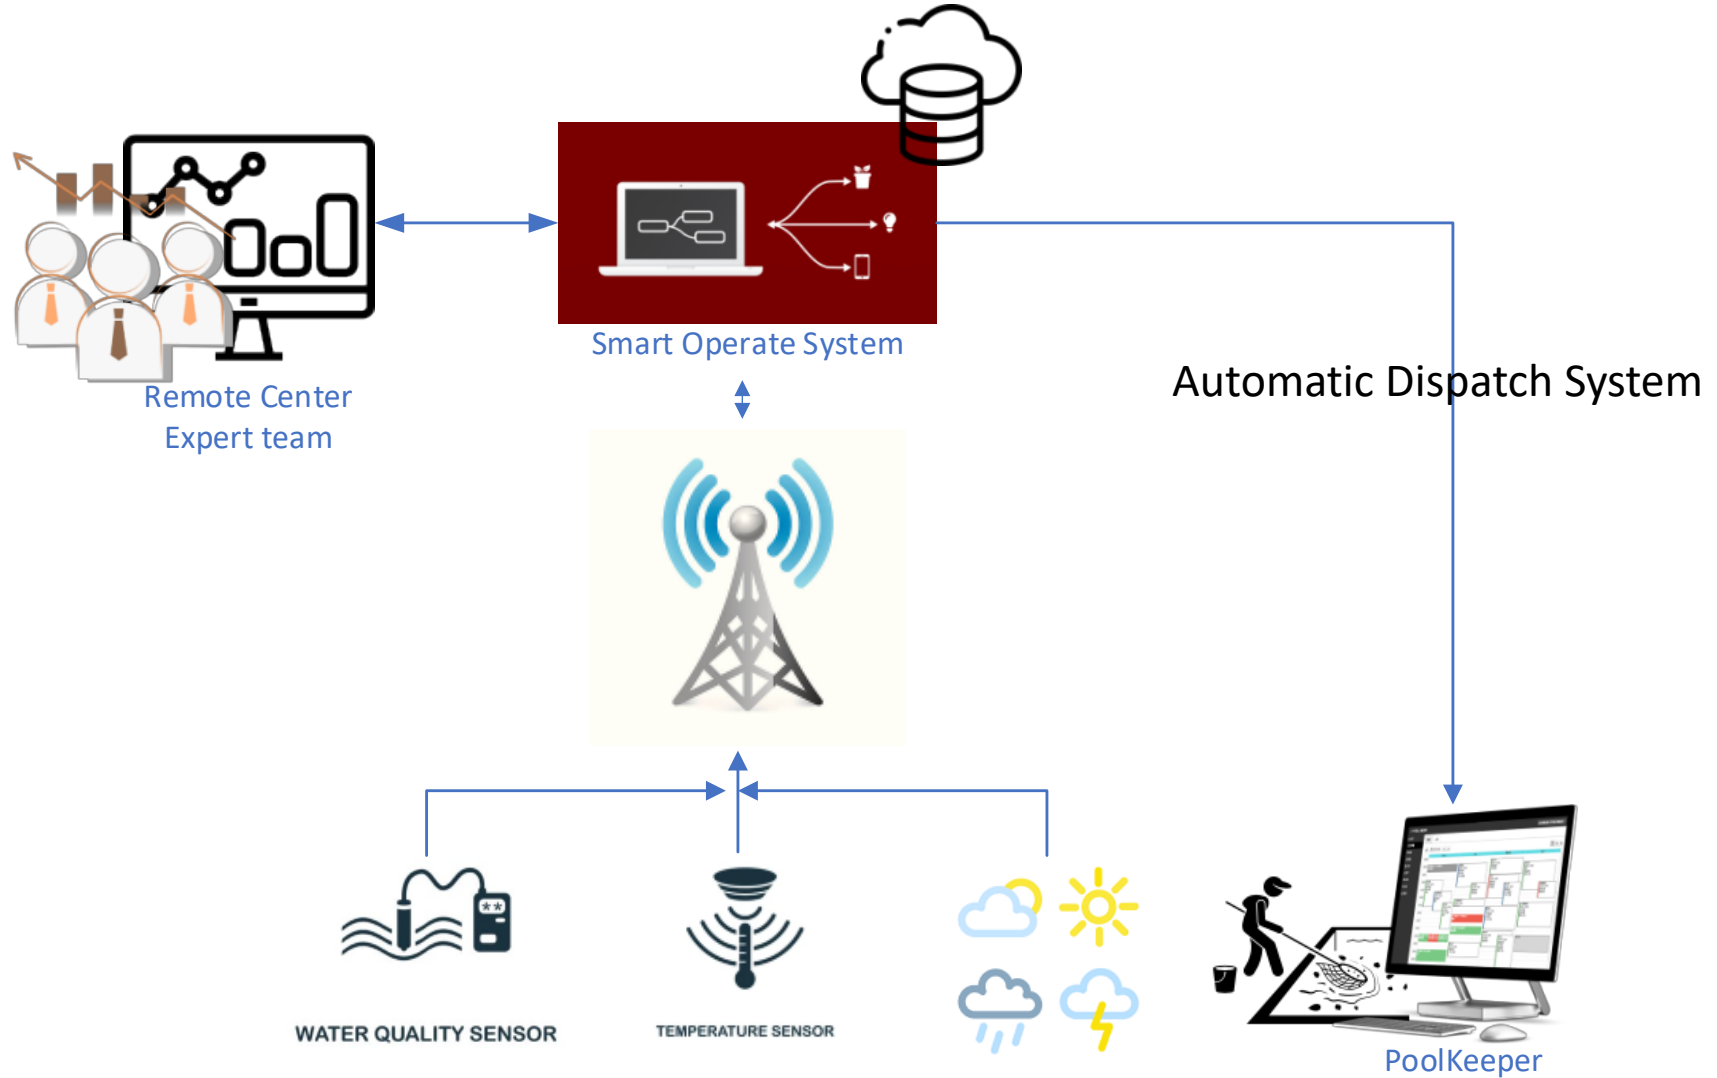 Smart Operate System
Automatic Dispatch System
Remote Center
Expert team
**
WATER QUALITY SENSOR
TEMPERATURE SENSOR
PoolKeeper